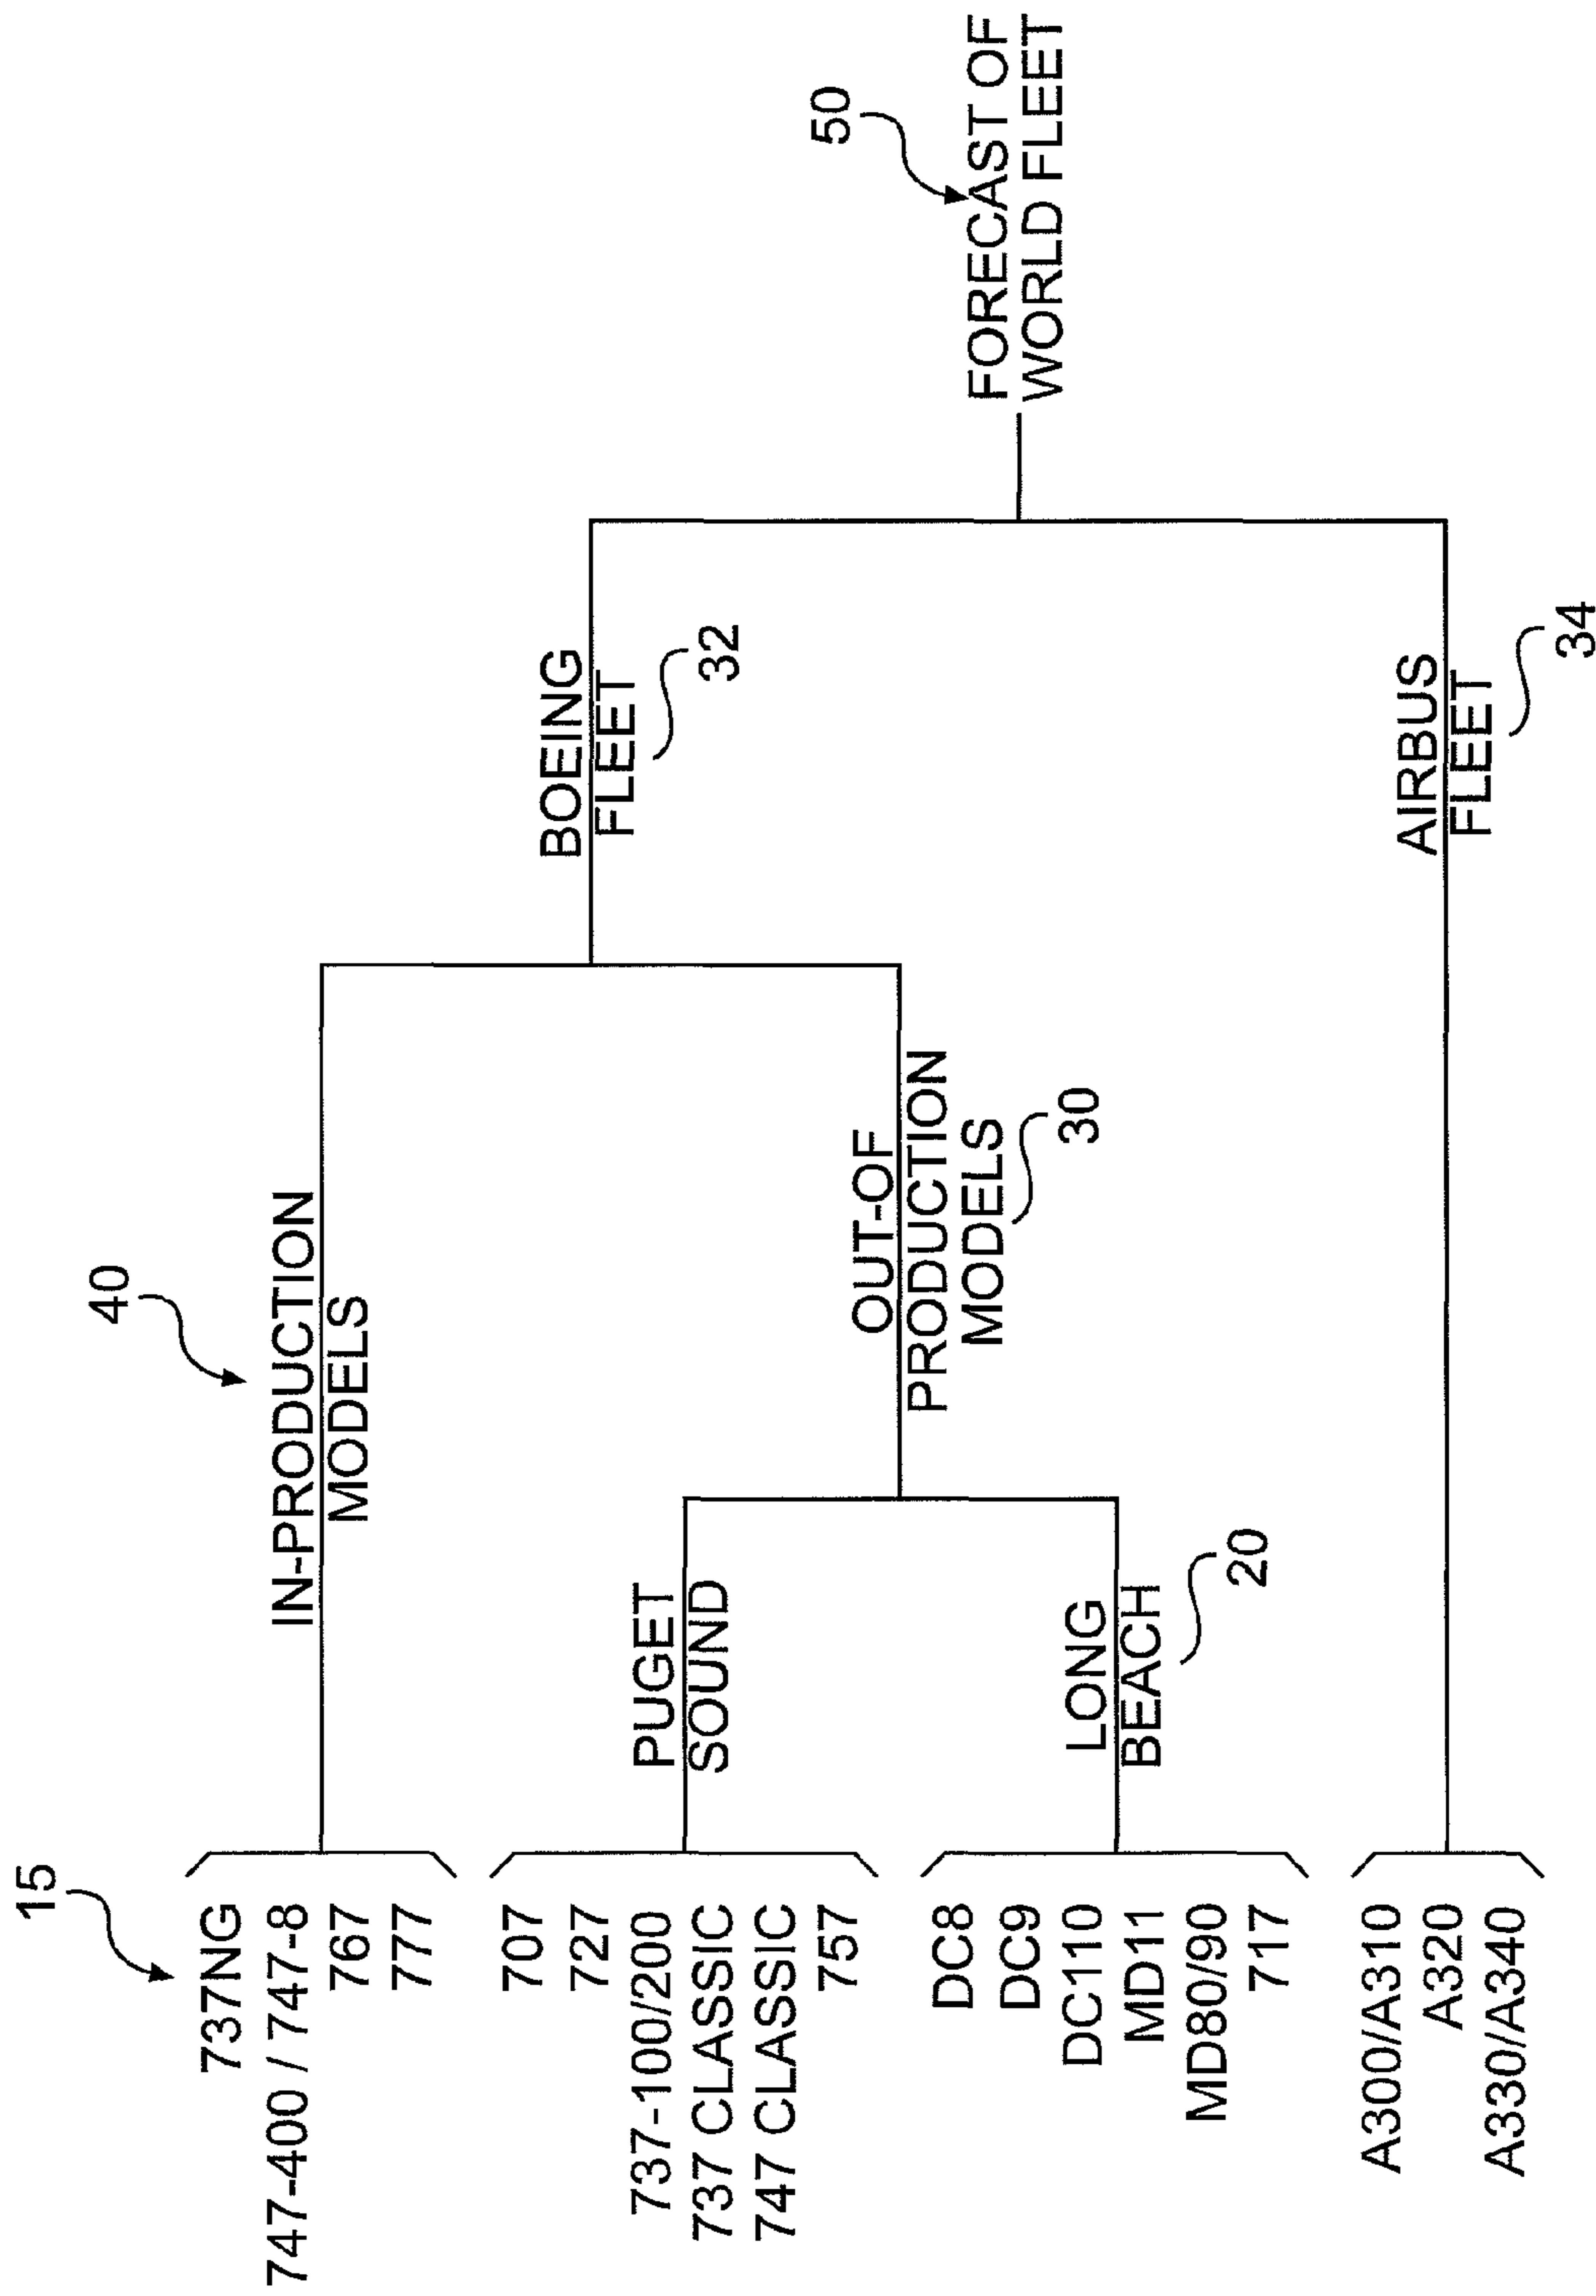 15
737NG
747-400 / 747-8
767
777
707
727
737-100/200
737 CLASSIC
747 CLASSIC
757
DC8
DC9
DC110
MD11
MD80/90
717
A300/A310
A320
A330/A340
40
IN-PRODUCTION
MODELS
PUGET
SOUND
LONG
BEACH
20
OUT-OF
PRODUCTION
MODELS
30
BOEING
FLEET
32
AIRBUS
FLEET
34
50
FORECAST OF
WORLD FLEET